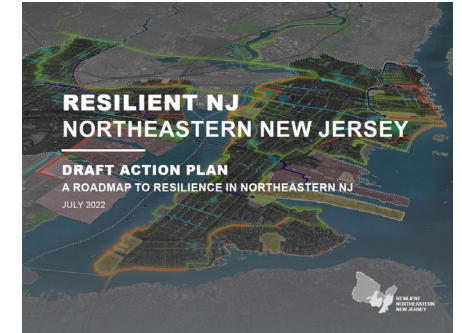 RESILIENT NJ
NORTHEASTERN NEW JERSEY
DRAFT ACTION PLAN
A ROADMAP TO RESILIENCE IN NORTHEASTERN NJ
JULY 2022
RESILIENT
NORTHEASTERN
NEW JERSEY